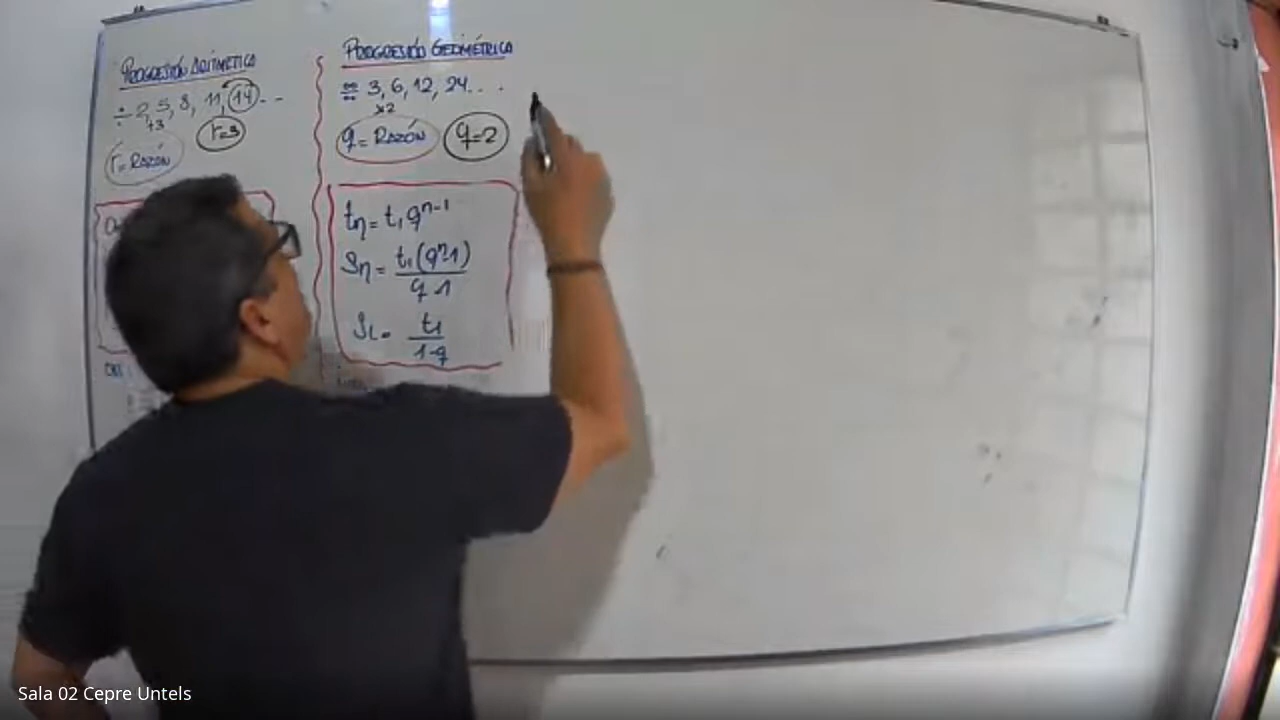 PROGRESIÓN ARITMÉTICA
÷ 2, 5, 8, 11, 14...
+3
r=3
r = RAZÓN
PROGRESIÓN GEOMÉTRICA
3, 6, 12, 24...
x2
q = RAZÓN
q=2
tn = t1 q^n-1
Sn = t1(q^n-1) / q-1
SL = t1 / 1-q
Sala 02 Cepre Untels